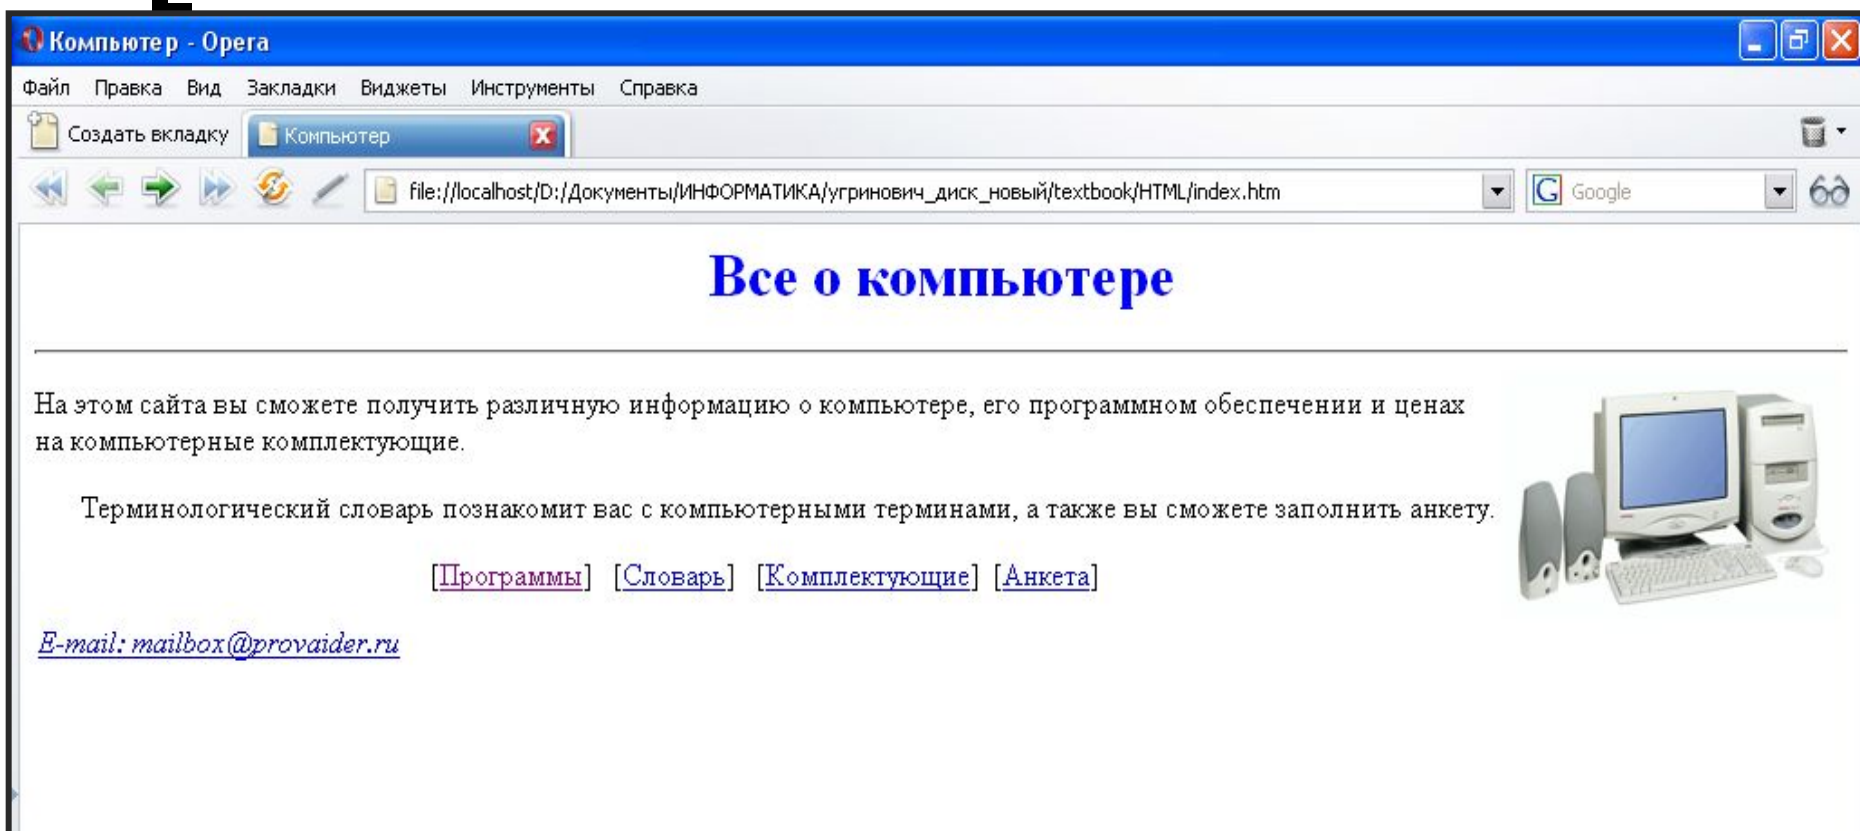 Компьютер - Opera
Файл Правка Вид Закладки Виджеты Инструменты Справка
Создать вкладку Компьютер
file://localhost/D:/Документы/ИНФОРМАТИКА/угринович_диск_новый/textbook/HTML/index.htm G Google
Все о компьютере
На этом сайта вы сможете получить различную информацию о компьютере, его программном обеспечении и ценах
на компьютерные комплектующие.
Терминологический словарь познакомит вас с компьютерными терминами, а также вы сможете заполнить анкету.
[Программы] [Словарь] [Комплектующие] [Анкета]
E-mail: mailbox@provaider.ru